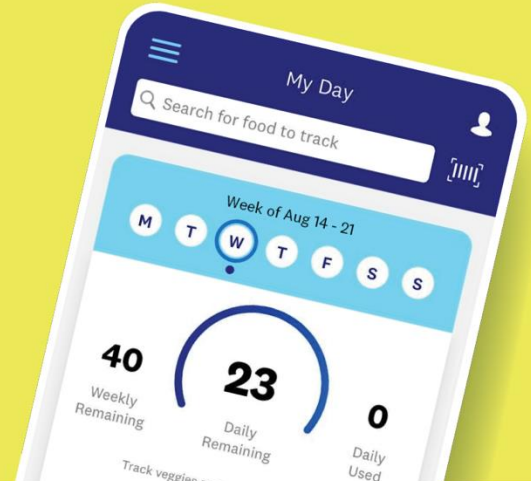 My Day
Search for food to track
Week of Aug 14 - 21
M T W T F S S
40
Weekly
Remaining
23
Daily
Remaining
0
Daily
Used
Track veggies